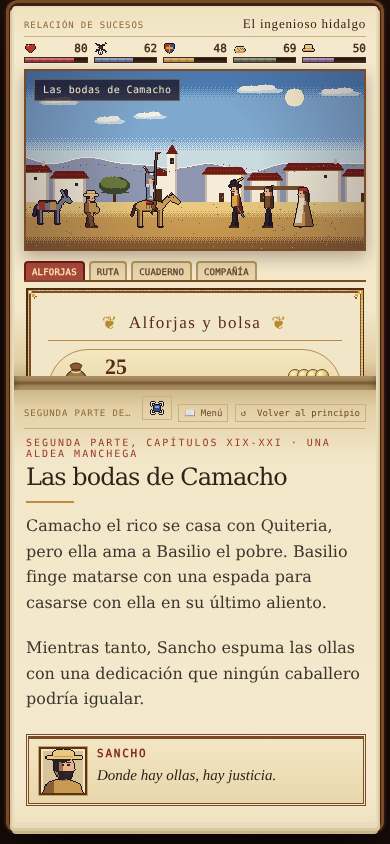 RELACIÓN DE SUCESOS
El ingenioso hidalgo
80 62 48 69 50
Las bodas de Camacho
ALFORJAS RUTA CUADERNO COMPAÑÍA
Alforjas y bolsa
25
SEGUNDA PARTE DE…
Menú
Volver al principio
SEGUNDA PARTE, CAPÍTULOS XIX-XXI · UNA
ALDEA MANCHEGA
Las bodas de Camacho
Camacho el rico se casa con Quiteria,
pero ella ama a Basilio el pobre. Basilio
finge matarse con una espada para
casarse con ella en su último aliento.
Mientras tanto, Sancho espuma las ollas
con una dedicación que ningún caballero
podría igualar.
SANCHO
Donde hay ollas, hay justicia.